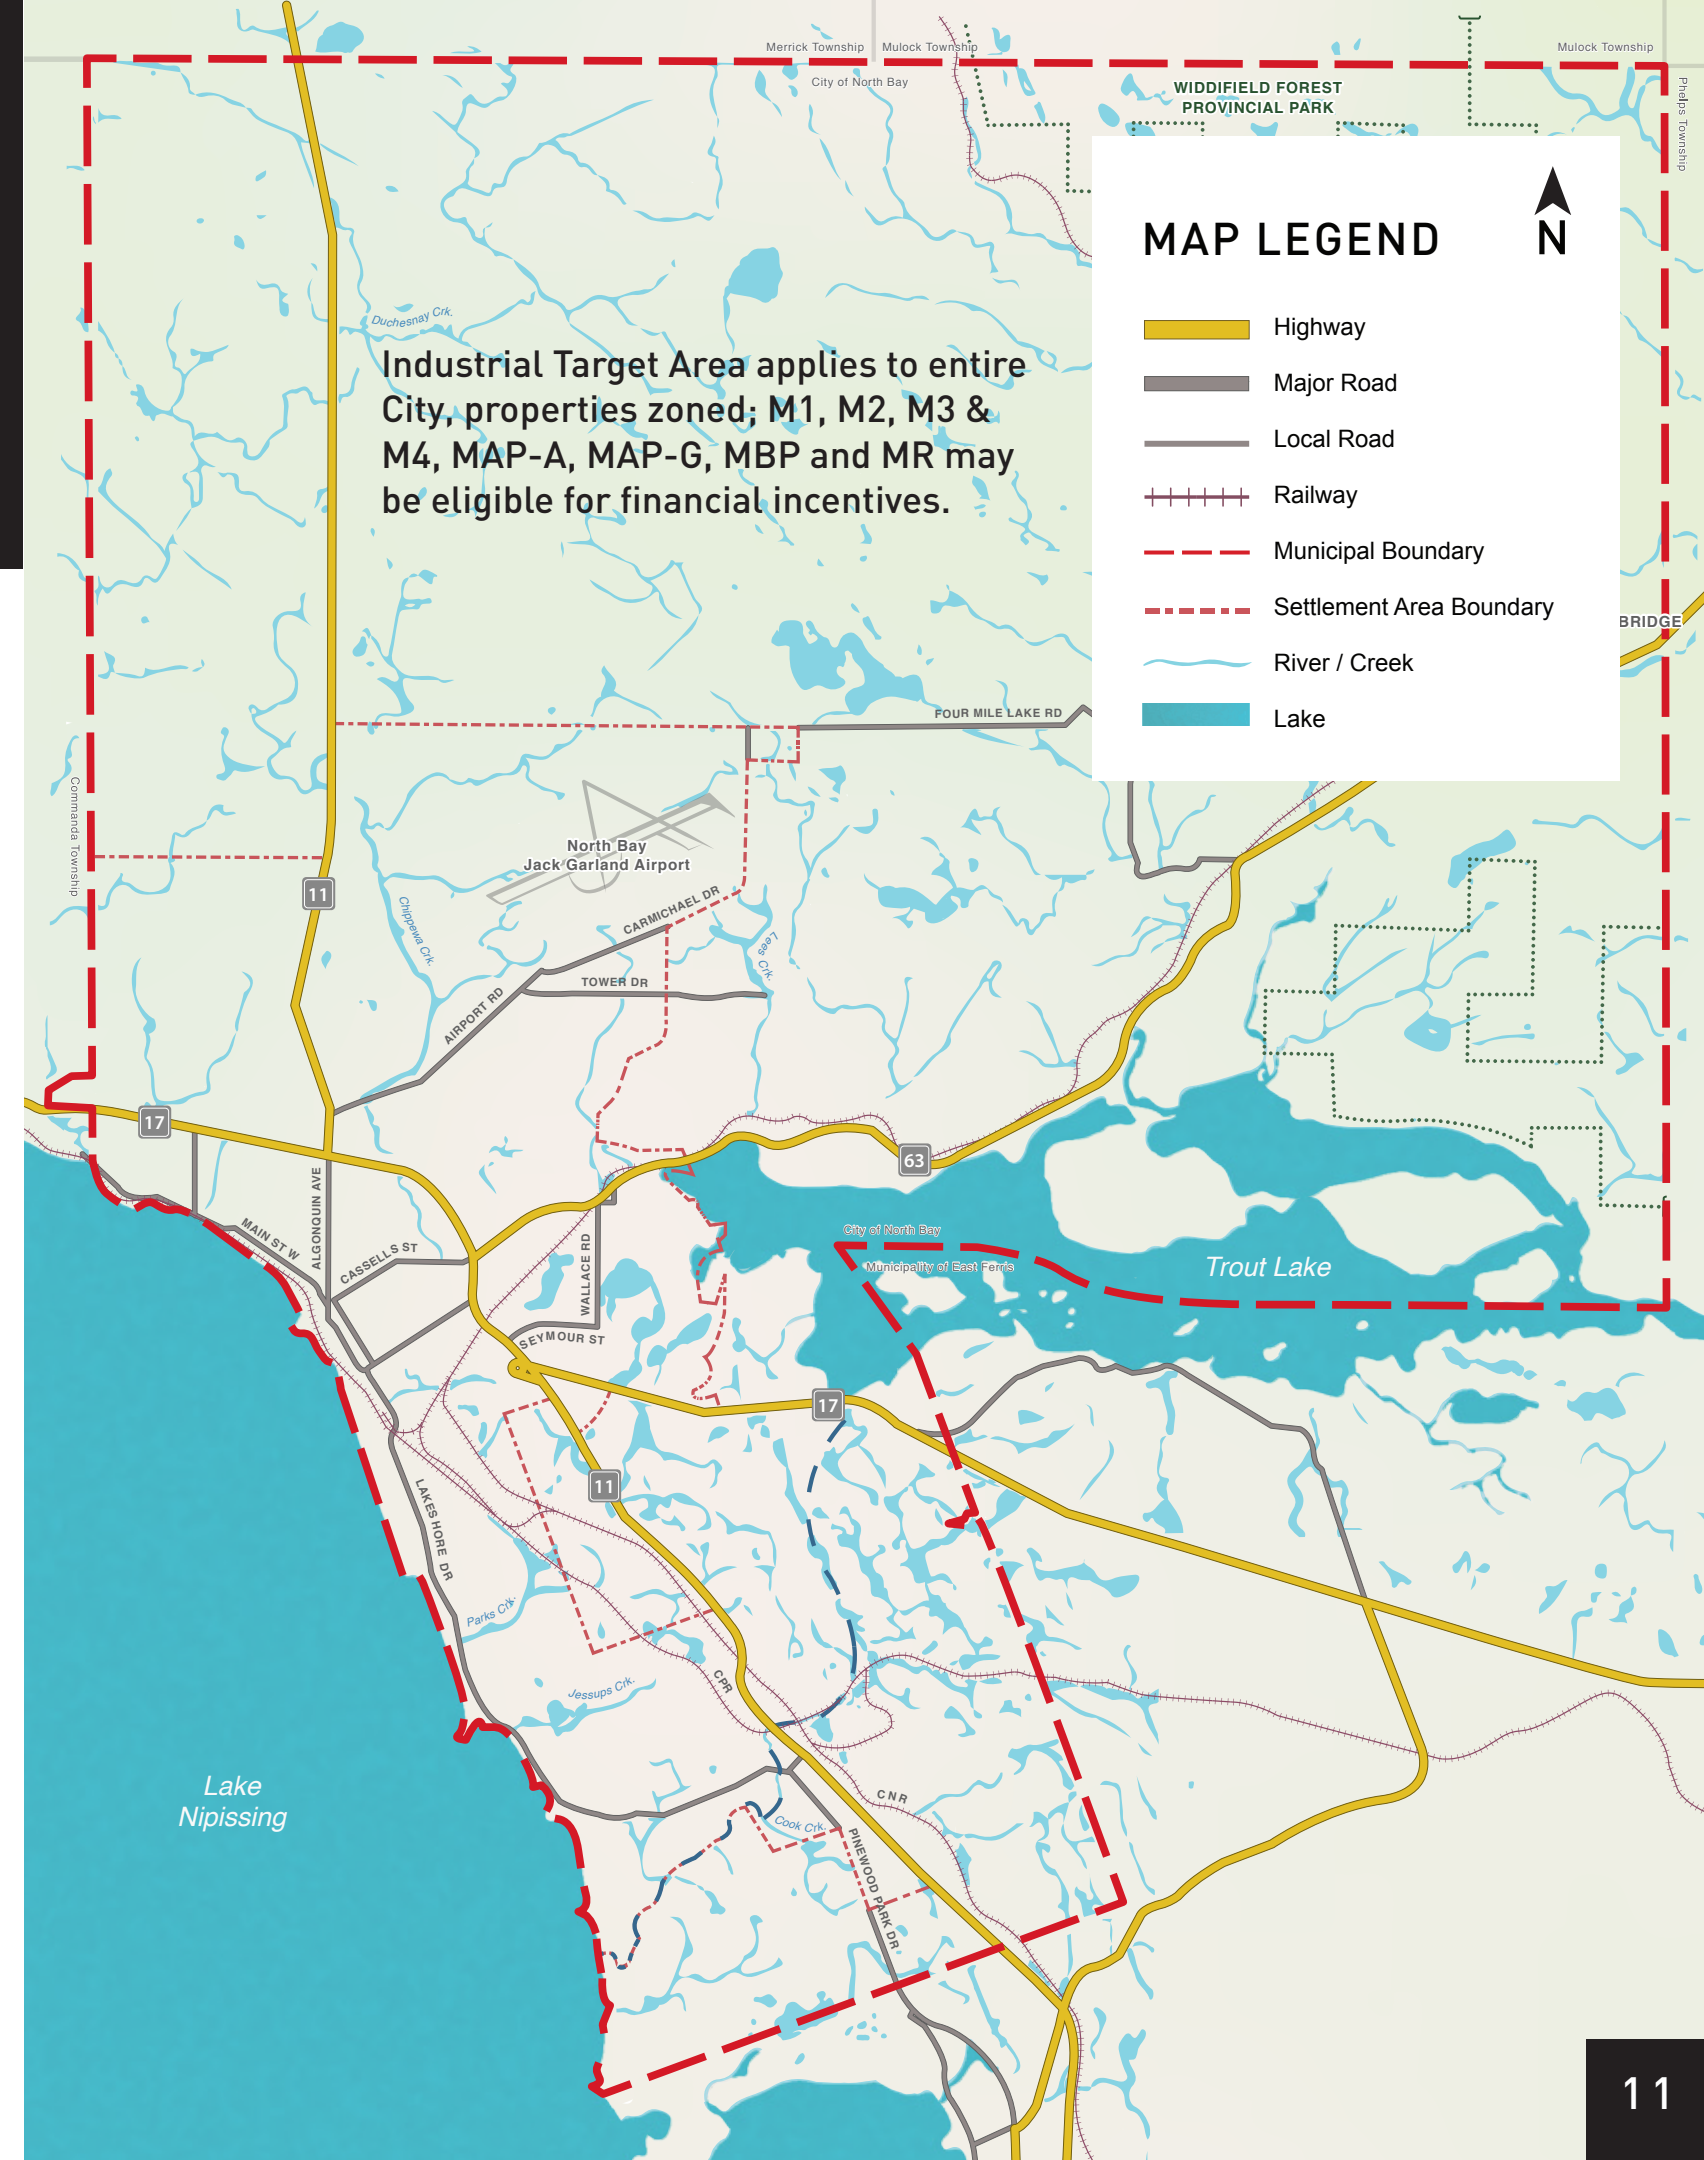 Merrick Township
Mulock Township
Mulock Township
City of North Bay
WIDDIFIELD FOREST
PROVINCIAL PARK
Phelps Township
MAP LEGEND
N
Highway
Major Road
Local Road
Railway
Municipal Boundary
Settlement Area Boundary
River / Creek
Lake
Duchesnay Crk.
Industrial Target Area applies to entire
City, properties zoned; M1, M2, M3 &
M4, MAP-A, MAP-G, MBP and MR may
be eligible for financial incentives.
BRIDGE
FOUR MILE LAKE RD
Commanda Township
North Bay
Jack Garland Airport
11
Chippewa Crk.
CARMICHAEL DR
Lees Crk.
TOWER DR
AIRPORT RD
17
63
ALGONQUIN AVE
MAIN ST W
CASSELLS ST
WALLACE RD
City of North Bay
Municipality of East Ferris
Trout Lake
SEYMOUR ST
17
11
LAKESHORE DR
Parks Crk.
CPR
Jessups Crk.
Lake
Nipissing
CNR
Cook Crk.
PINEWOOD PARK DR
11